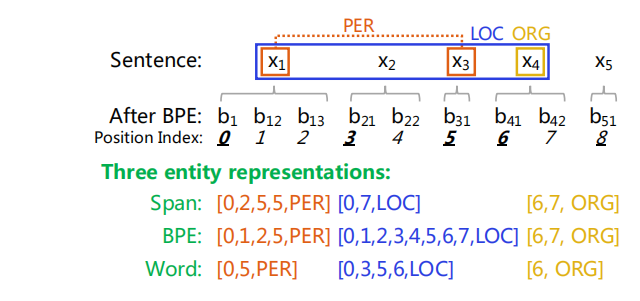 PER LOC ORG
Sentence: x1 x2 x3 x4 x5
After BPE: b1 b12 b13 b21 b22 b31 b41 b42 b51
Position Index: 0 1 2 3 4 5 6 7 8
Three entity representations:
Span: [0,2,5,5,PER] [0,7,LOC] [6,7, ORG]
BPE: [0,1,2,5,PER] [0,1,2,3,4,5,6,7,LOC] [6,7, ORG]
Word: [0,5,PER] [0,3,5,6,LOC] [6, ORG]